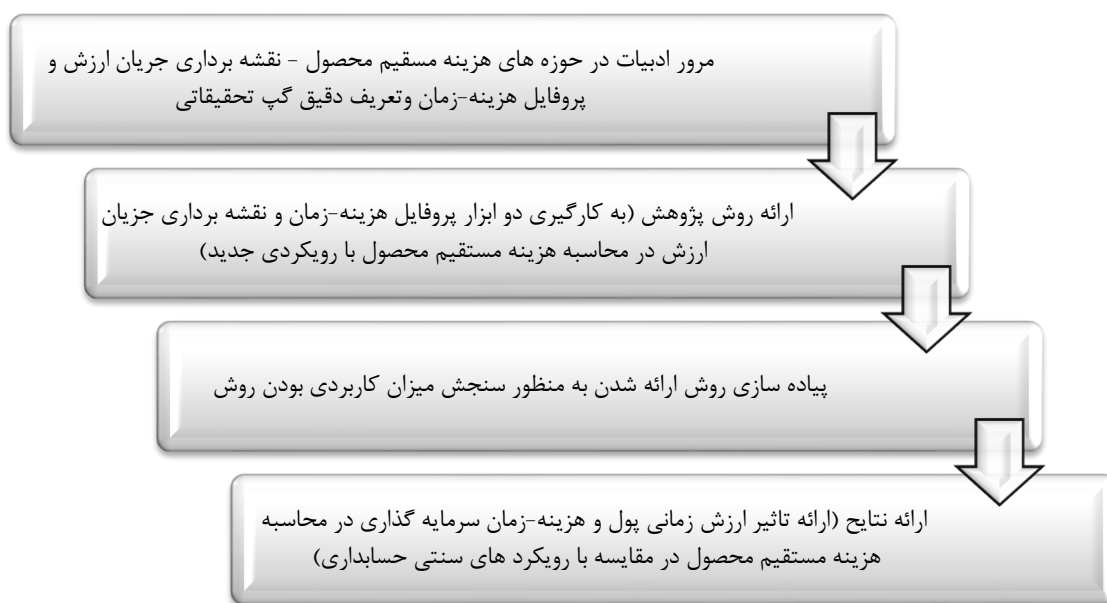 مرور ادبیات در حوزه های هزینه مسقیم محصول - نقشه برداری جریان ارزش و
پروفایل هزینه-زمان وتعریف دقیق گپ تحقیقاتی
ارائه روش پژوهش (به کارگیری دو ابزار پروفایل هزینه-زمان و نقشه برداری جزیان
ارزش در محاسبه هزینه مستقیم محصول با رویکردی جدید)
پیاده سازی روش ارائه شدن به منظور سنجش میزان کاربردی بودن روش
ارائه نتایج (ارائه تاثیر ارزش زمانی پول و هزینه-زمان سرمایه گذاری در محاسبه
هزینه مستقیم محصول در مقایسه با رویکرد های سنتی حسابداری)